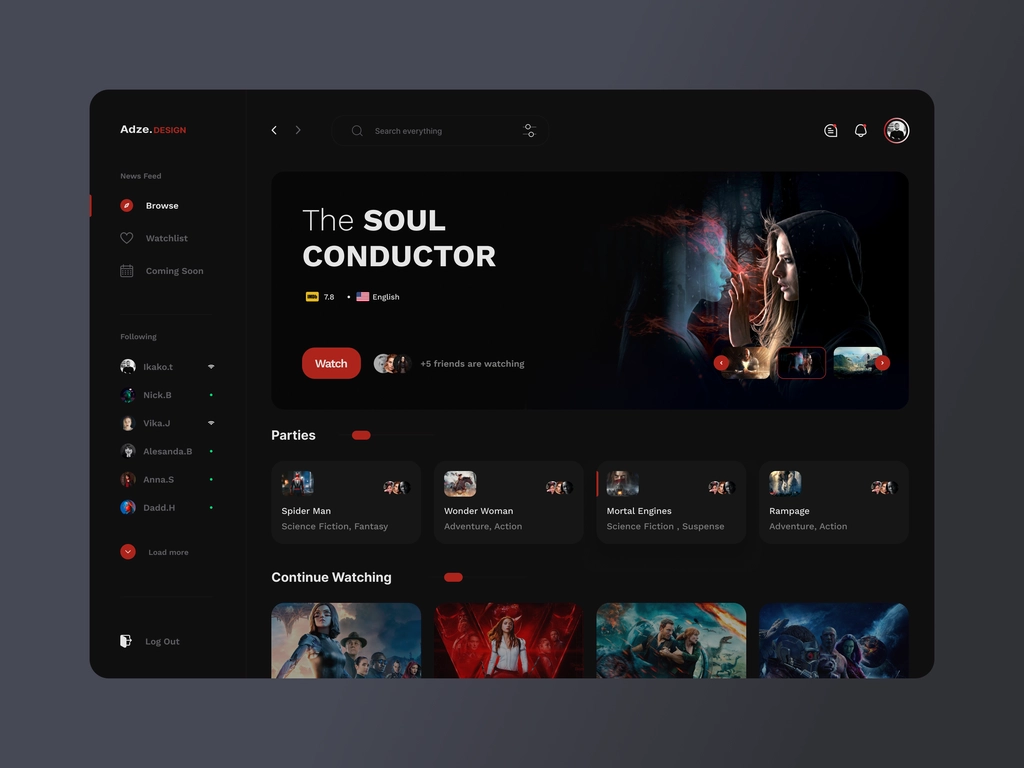 Adze.DESIGN
Search everything
News Feed
Browse
Watchlist
Coming Soon
Following
Ikako.t
Nick.B
Vika.J
Alesanda.B
Anna.S
Dadd.H
Load more
Log Out
The SOUL
CONDUCTOR
7.8 • English
Watch
+5 friends are watching
Parties
Spider Man
Science Fiction, Fantasy
Wonder Woman
Adventure, Action
Mortal Engines
Science Fiction , Suspense
Rampage
Adventure, Action
Continue Watching